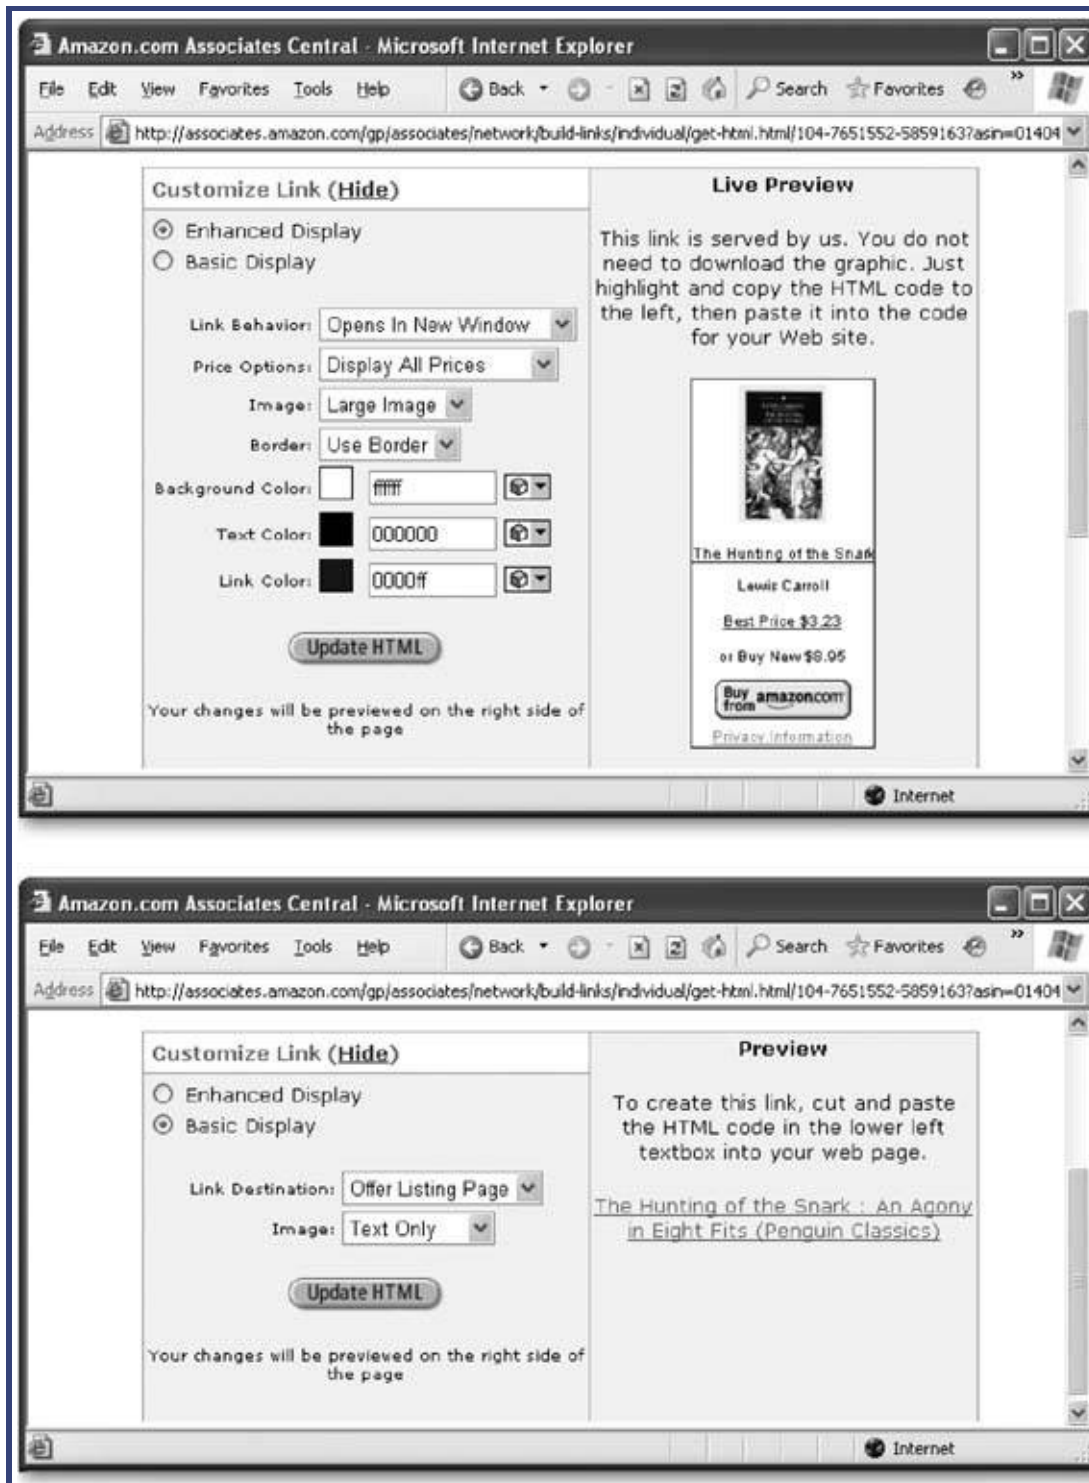 Amazon.com Associates Central - Microsoft Internet Explorer
File Edit View Favorites Tools Help Back Search Favorites »
Address http://associates.amazon.com/gp/associates/network/build-links/individual/get-html.html/104-7651552-5859163?asin=01404
Customize Link (Hide)
Enhanced Display
Basic Display
Link Behavior: Opens In New Window
Price Options: Display All Prices
Image: Large Image
Border: Use Border
Background Color: ffffff
Text Color: 000000
Link Color: 0000ff
Update HTML
Your changes will be previewed on the right side of
the page
Live Preview
This link is served by us. You do not
need to download the graphic. Just
highlight and copy the HTML code to
the left, then paste it into the code
for your Web site.
The Hunting of the Snark
Lewis Carroll
Best Price $3.23
or Buy New $8.95
Buy from amazon.com
Privacy Information
Internet
Amazon.com Associates Central - Microsoft Internet Explorer
File Edit View Favorites Tools Help Back Search Favorites »
Address http://associates.amazon.com/gp/associates/network/build-links/individual/get-html.html/104-7651552-5859163?asin=01404
Customize Link (Hide)
Enhanced Display
Basic Display
Link Destination: Offer Listing Page
Image: Text Only
Update HTML
Your changes will be previewed on the right side of
the page
Preview
To create this link, cut and paste
the HTML code in the lower left
textbox into your web page.
The Hunting of the Snark : An Agony
in Eight Fits (Penguin Classics)
Internet